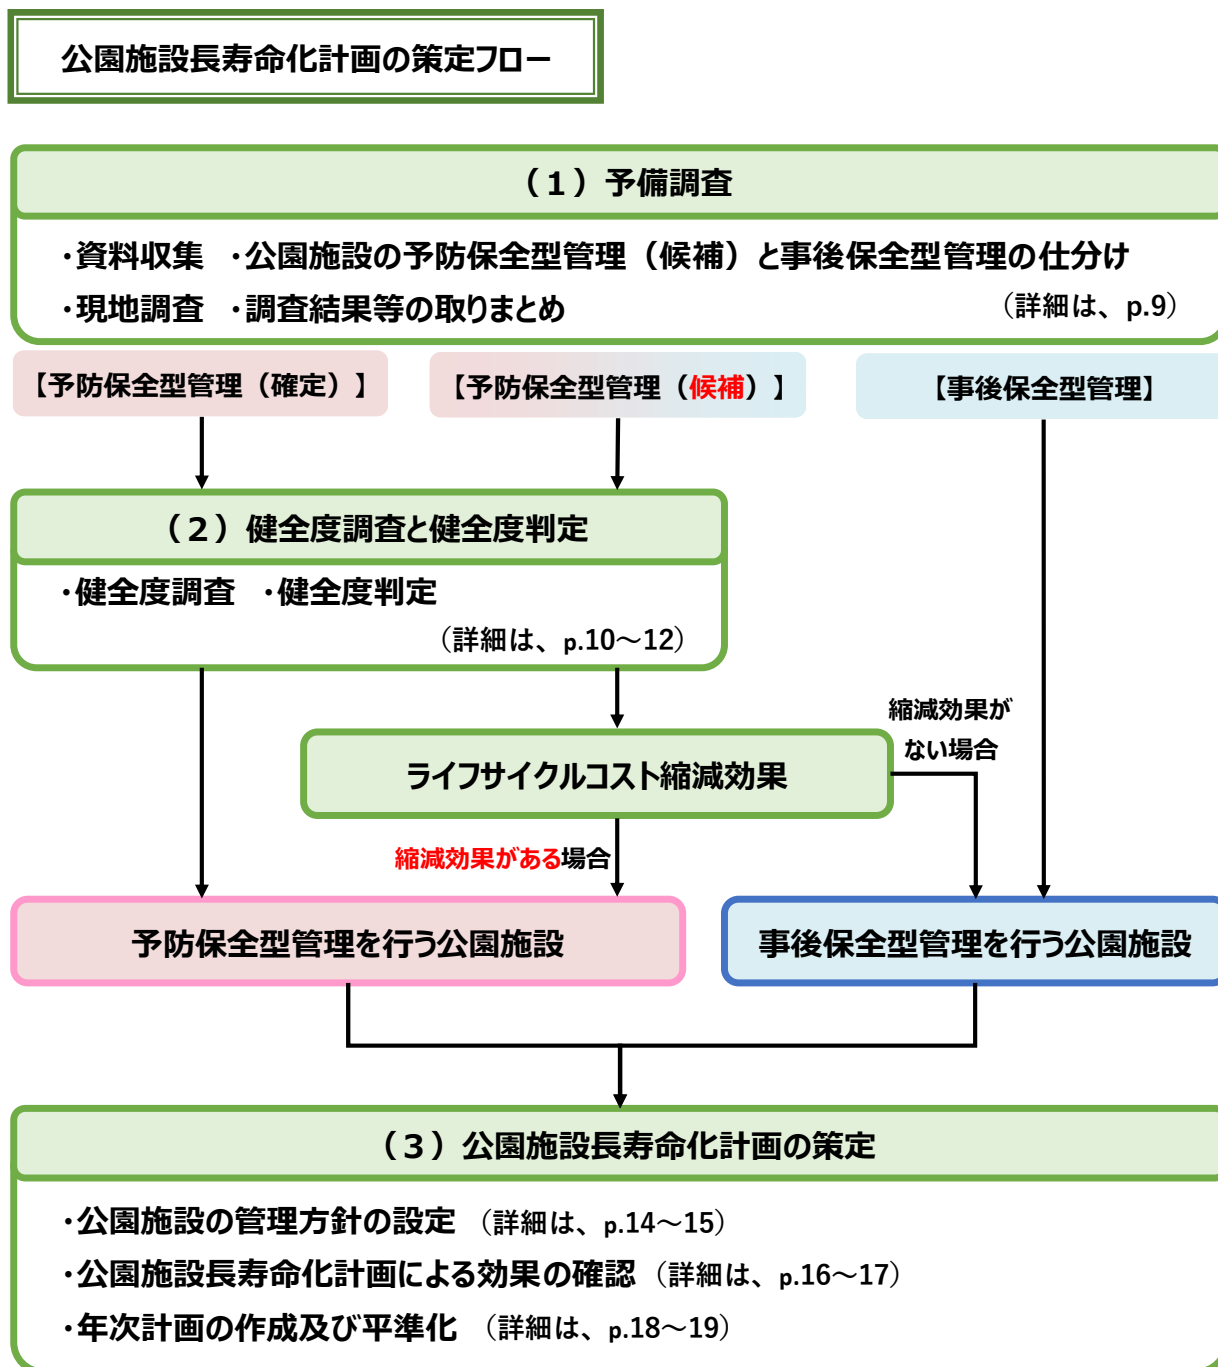 公園施設長寿命化計画の策定フロー
（１）予備調査
・資料収集　・公園施設の予防保全型管理（候補）と事後保全型管理の仕分け
・現地調査　・調査結果等の取りまとめ
（詳細は、p.9）
【予防保全型管理（確定）】
【予防保全型管理（候補）】
【事後保全型管理】
（２）健全度調査と健全度判定
・健全度調査　・健全度判定
（詳細は、p.10～12）
縮減効果が
ない場合
ライフサイクルコスト縮減効果
縮減効果がある場合
予防保全型管理を行う公園施設
事後保全型管理を行う公園施設
（３）公園施設長寿命化計画の策定
・公園施設の管理方針の設定 （詳細は、p.14～15）
・公園施設長寿命化計画による効果の確認 （詳細は、p.16～17）
・年次計画の作成及び平準化 （詳細は、p.18～19）